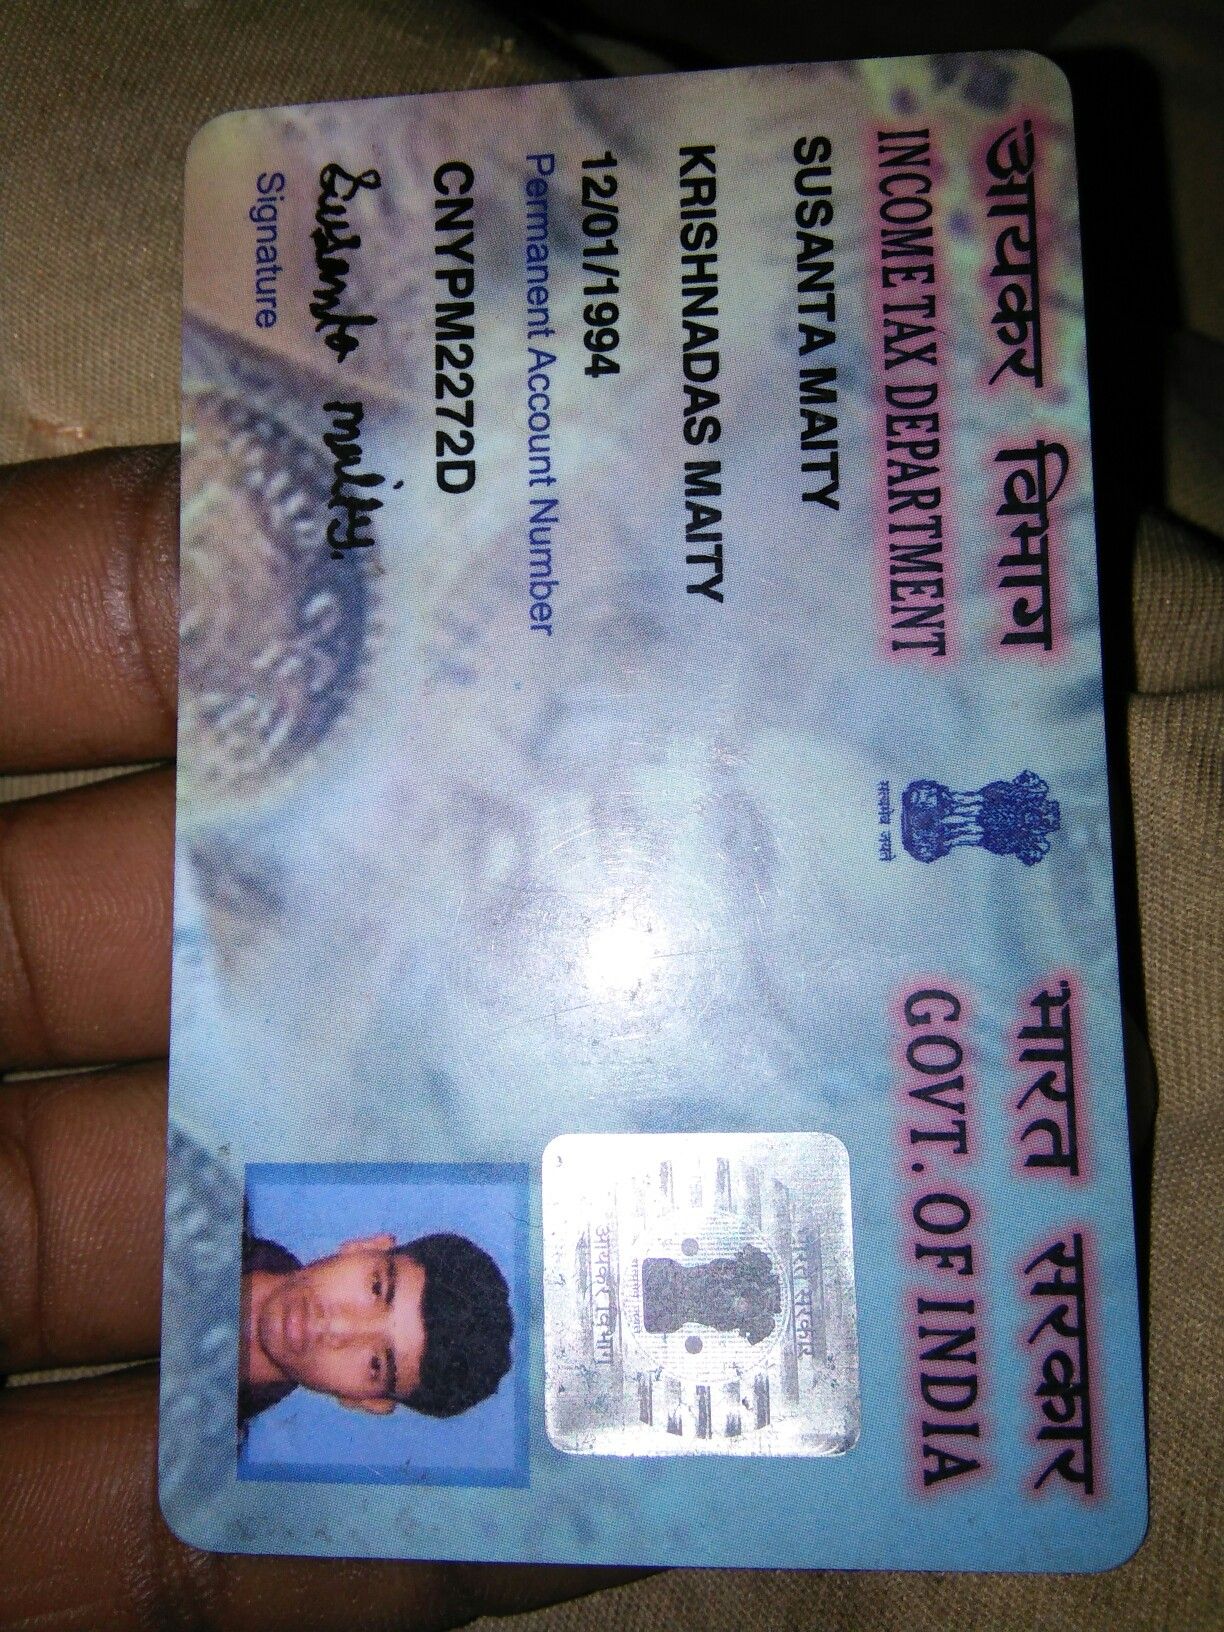 आयकर विभाग
INCOME TAX DEPARTMENT
सत्यमेव जयते
भारत सरकार
GOVT. OF INDIA
SUSANTA MAITY
KRISHNADAS MAITY
12/01/1994
Permanent Account Number
CNYPM2272D
Susanta Maity.
Signature
भारत सरकार
आयकर विभाग